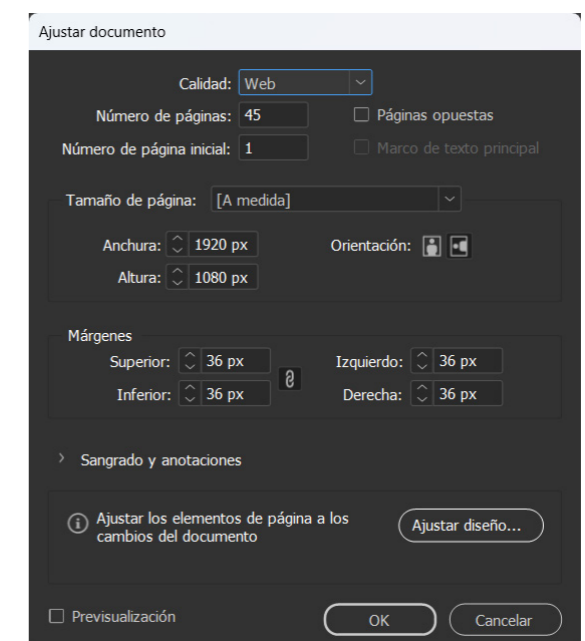 Ajustar documento
Calidad: Web
Número de páginas: 45 Páginas opuestas
Número de página inicial: 1 Marco de texto principal
Tamaño de página: [A medida]
Anchura: 1920 px Orientación:
Altura: 1080 px
Márgenes
Superior: 36 px Izquierdo: 36 px
Inferior: 36 px Derecha: 36 px
Sangrado y anotaciones
Ajustar los elementos de página a los
cambios del documento
Ajustar diseño...
Previsualización OK Cancelar